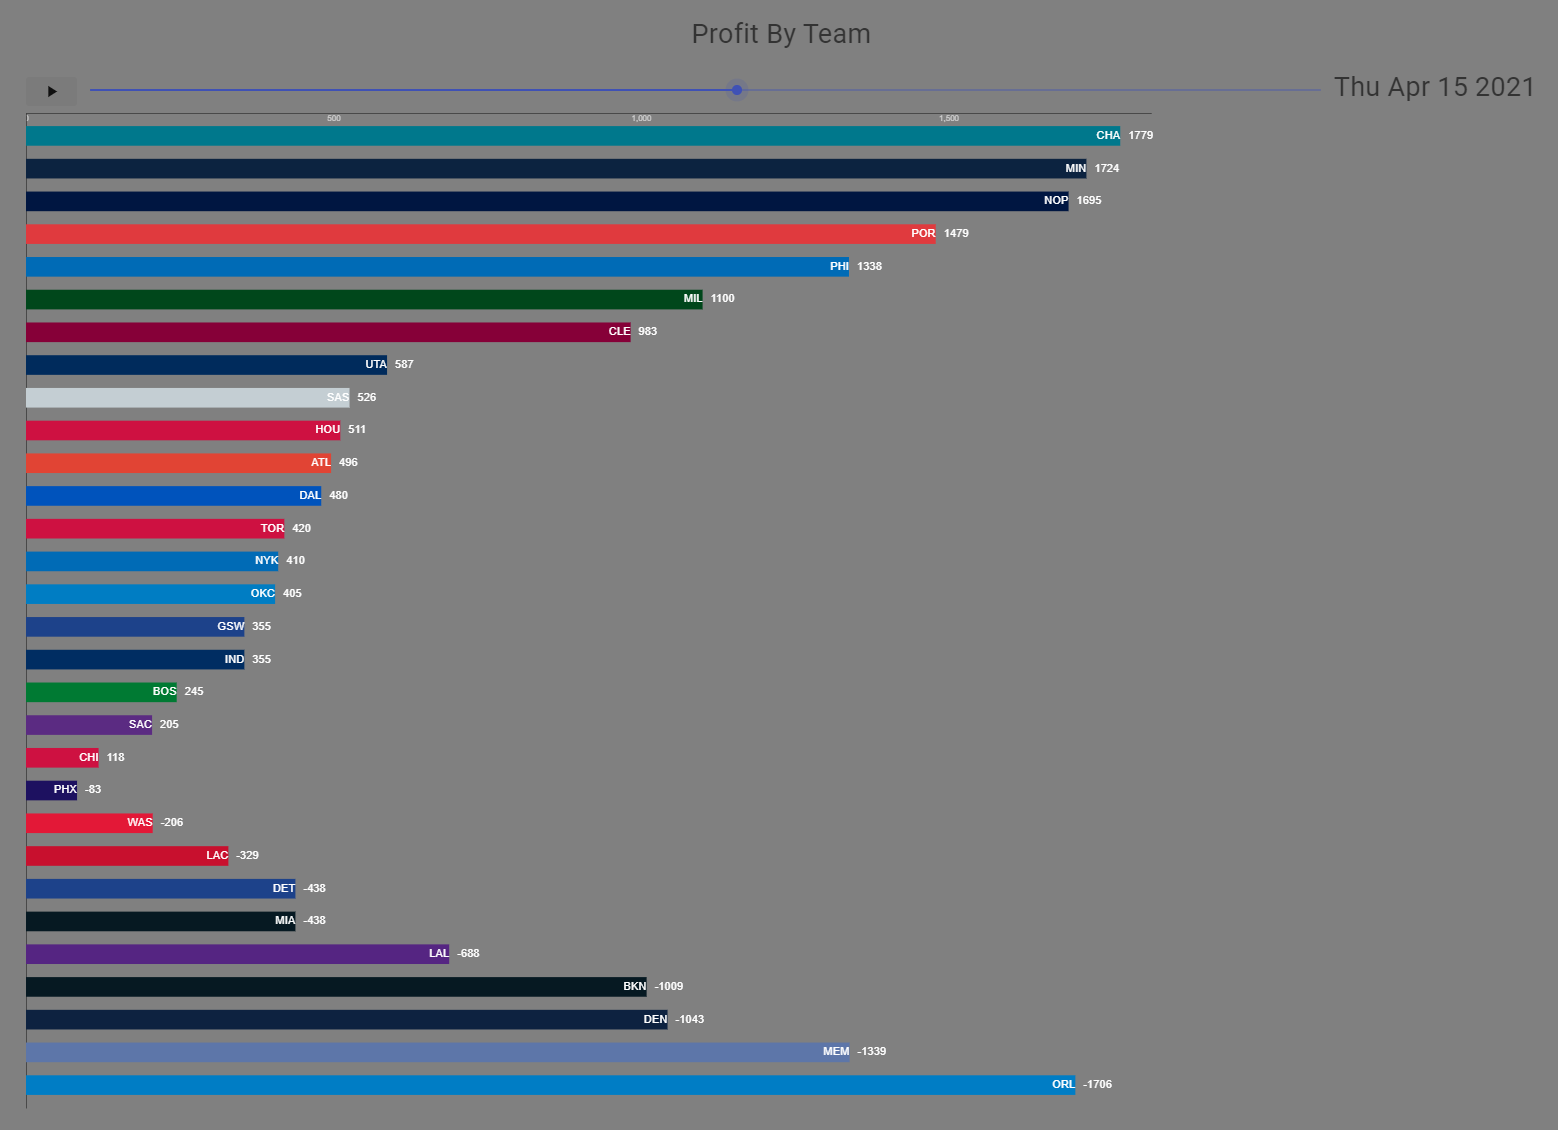 Profit By Team
Thu Apr 15 2021
500 1,000 1,500
CHA 1779
MIN 1724
NOP 1695
POR 1479
PHI 1338
MIL 1100
CLE 983
UTA 587
SAS 526
HOU 511
ATL 496
DAL 480
TOR 420
NYK 410
OKC 405
GSW 355
IND 355
BOS 245
SAC 205
CHI 118
PHX -83
WAS -206
LAC -329
DET -438
MIA -438
LAL -688
BKN -1009
DEN -1043
MEM -1339
ORL -1706